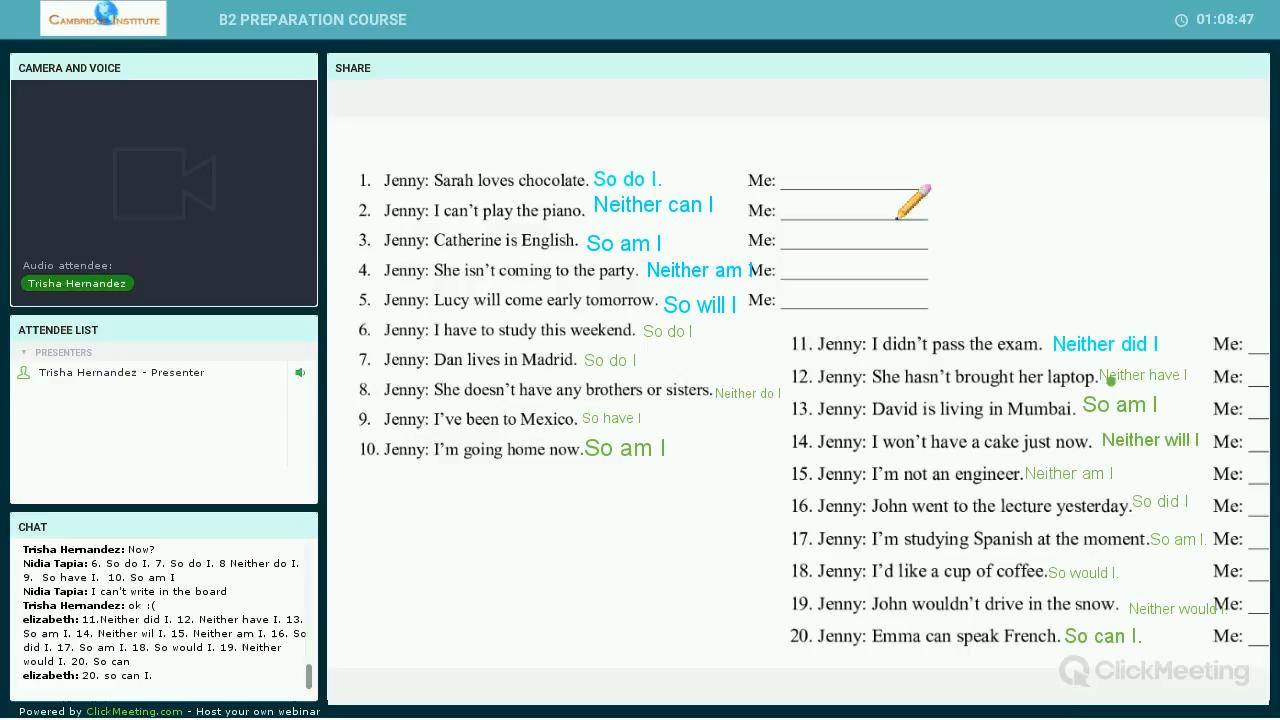 CAMBRIDGE INSTITUTE
B2 PREPARATION COURSE
01:08:47
CAMERA AND VOICE
Audio attendee:
Trisha Hernandez
ATTENDEE LIST
PRESENTERS
Trisha Hernandez - Presenter
CHAT
Trisha Hernandez: Now?
Nidia Tapia: 6. So do I. 7. So do I. 8 Neither do I.
9. So have I. 10. So am I
Nidia Tapia: I can't write in the board
Trisha Hernandez: ok :(
elizabeth: 11.Neither did I. 12. Neither have I. 13.
So am I. 14. Neither wil I. 15. Neither am I. 16. So
did I. 17. So am I. 18. So would I. 19. Neither
would I. 20. So can
elizabeth: 20. so can I.
Powered by ClickMeeting.com - Host your own webinar
SHARE
1. Jenny: Sarah loves chocolate. So do I. Me:
2. Jenny: I can't play the piano. Neither can I Me:
3. Jenny: Catherine is English. So am I Me:
4. Jenny: She isn't coming to the party. Neither am I Me:
5. Jenny: Lucy will come early tomorrow. So will I Me:
6. Jenny: I have to study this weekend. So do I
7. Jenny: Dan lives in Madrid. So do I
8. Jenny: She doesn't have any brothers or sisters. Neither do I
9. Jenny: I've been to Mexico. So have I
10. Jenny: I'm going home now. So am I
11. Jenny: I didn't pass the exam. Neither did I Me:
12. Jenny: She hasn't brought her laptop. Neither have I Me:
13. Jenny: David is living in Mumbai. So am I Me:
14. Jenny: I won't have a cake just now. Neither will I Me:
15. Jenny: I'm not an engineer. Neither am I Me:
16. Jenny: John went to the lecture yesterday. So did I Me:
17. Jenny: I'm studying Spanish at the moment. So am I. Me:
18. Jenny: I'd like a cup of coffee. So would I. Me:
19. Jenny: John wouldn't drive in the snow. Neither would I. Me:
20. Jenny: Emma can speak French. So can I. Me:
ClickMeeting